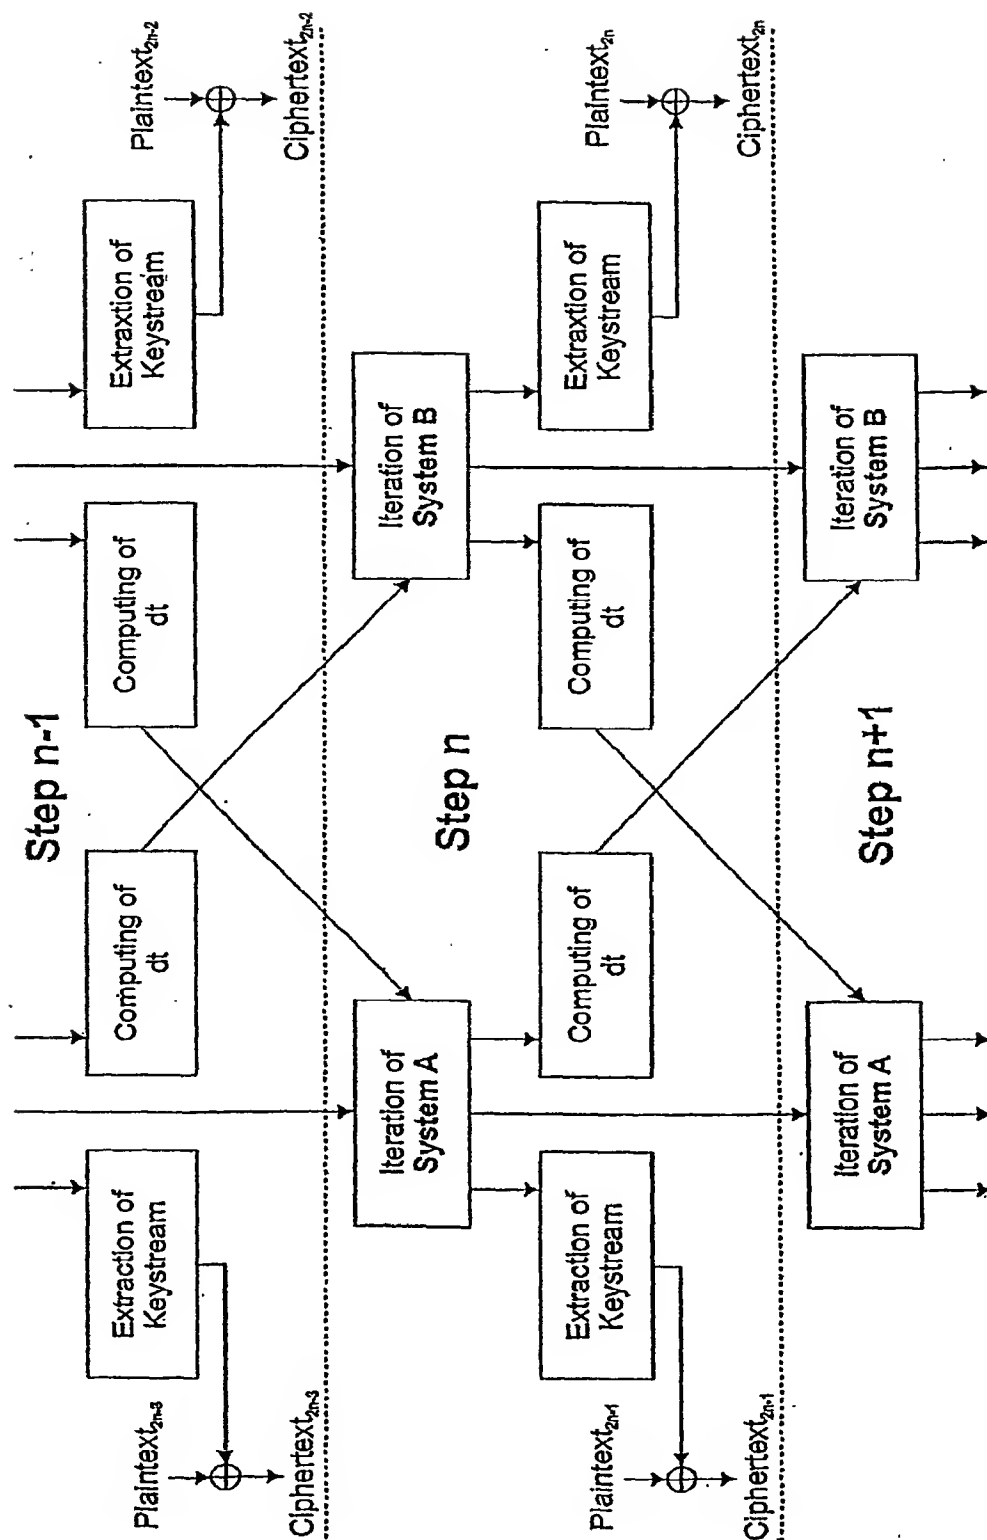 Step n-1
Plaintext2n-3
Extraction of
Keystream
Computing of
dt
Computing of
dt
Extraxtion of
Keystream
Plaintext2n-2
Ciphertext2n-3
Ciphertext2n-2
Iteration of
System A
Step n
Iteration of
System B
Plaintext2n-1
Extraction of
Keystream
Computing of
dt
Computing of
dt
Extraxtion of
Keystream
Plaintext2n
Ciphertext2n-1
Ciphertext2n
Iteration of
System A
Step n+1
Iteration of
System B